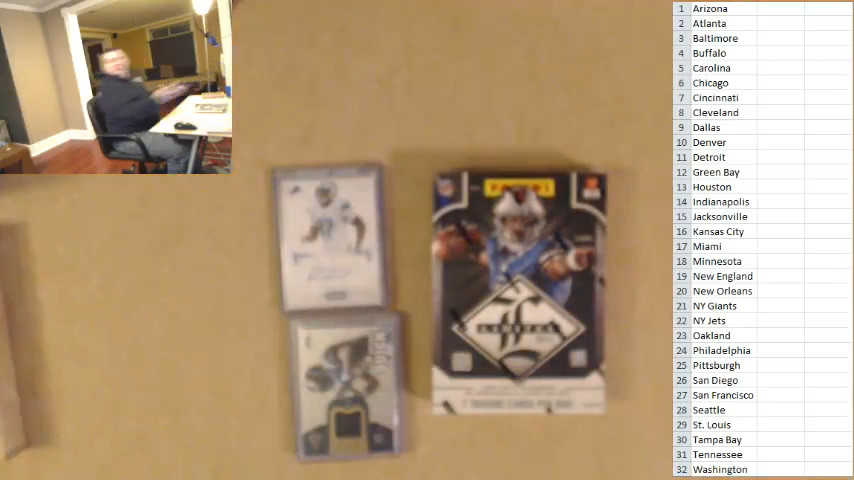 1 Arizona
2 Atlanta
3 Baltimore
4 Buffalo
5 Carolina
6 Chicago
7 Cincinnati
8 Cleveland
9 Dallas
10 Denver
11 Detroit
12 Green Bay
13 Houston
14 Indianapolis
15 Jacksonville
16 Kansas City
17 Miami
18 Minnesota
19 New England
20 New Orleans
21 NY Giants
22 NY Jets
23 Oakland
24 Philadelphia
25 Pittsburgh
26 San Diego
27 San Francisco
28 Seattle
29 St. Louis
30 Tampa Bay
31 Tennessee
32 Washington
PANINI
LIMITED